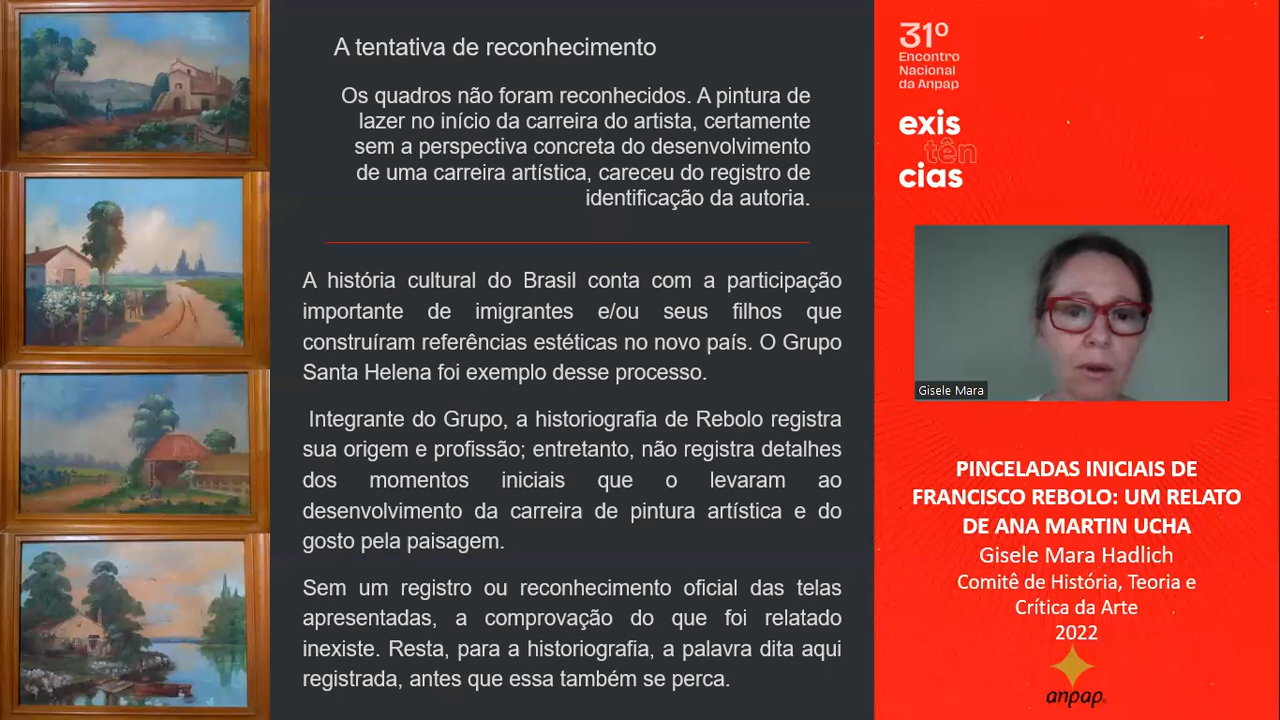 A tentativa de reconhecimento
Os quadros não foram reconhecidos. A pintura de
lazer no início da carreira do artista, certamente
sem a perspectiva concreta do desenvolvimento
de uma carreira artística, careceu do registro de
identificação da autoria.
A história cultural do Brasil conta com a participação
importante de imigrantes e/ou seus filhos que
construíram referências estéticas no novo país. O Grupo
Santa Helena foi exemplo desse processo.
Integrante do Grupo, a historiografia de Rebolo registra
sua origem e profissão; entretanto, não registra detalhes
dos momentos iniciais que o levaram ao
desenvolvimento da carreira de pintura artística e do
gosto pela paisagem.
Sem um registro ou reconhecimento oficial das telas
apresentadas, a comprovação do que foi relatado
inexiste. Resta, para a historiografia, a palavra dita aqui
registrada, antes que essa também se perca.
31º
Encontro
Nacional
da Anpap
exis
tên
cias
Gisele Mara
PINCELADAS INICIAIS DE
FRANCISCO REBOLO: UM RELATO
DE ANA MARTIN UCHA
Gisele Mara Hadlich
Comitê de História, Teoria e
Crítica da Arte
2022
anpap